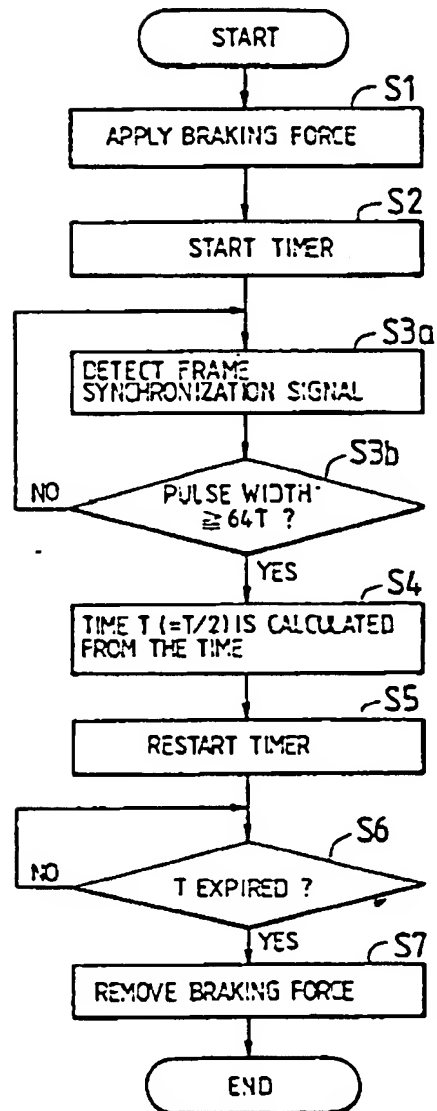 START
S1
APPLY BRAKING FORCE
S2
START TIMER
S3a
DETECT FRAME
SYNCHRONIZATION SIGNAL
S3b
PULSE WIDTH
≧64T ?
NO
YES
S4
TIME T (=T/2) IS CALCULATED
FROM THE TIME
S5
RESTART TIMER
S6
T EXPIRED ?
NO
YES
S7
REMOVE BRAKING FORCE
END